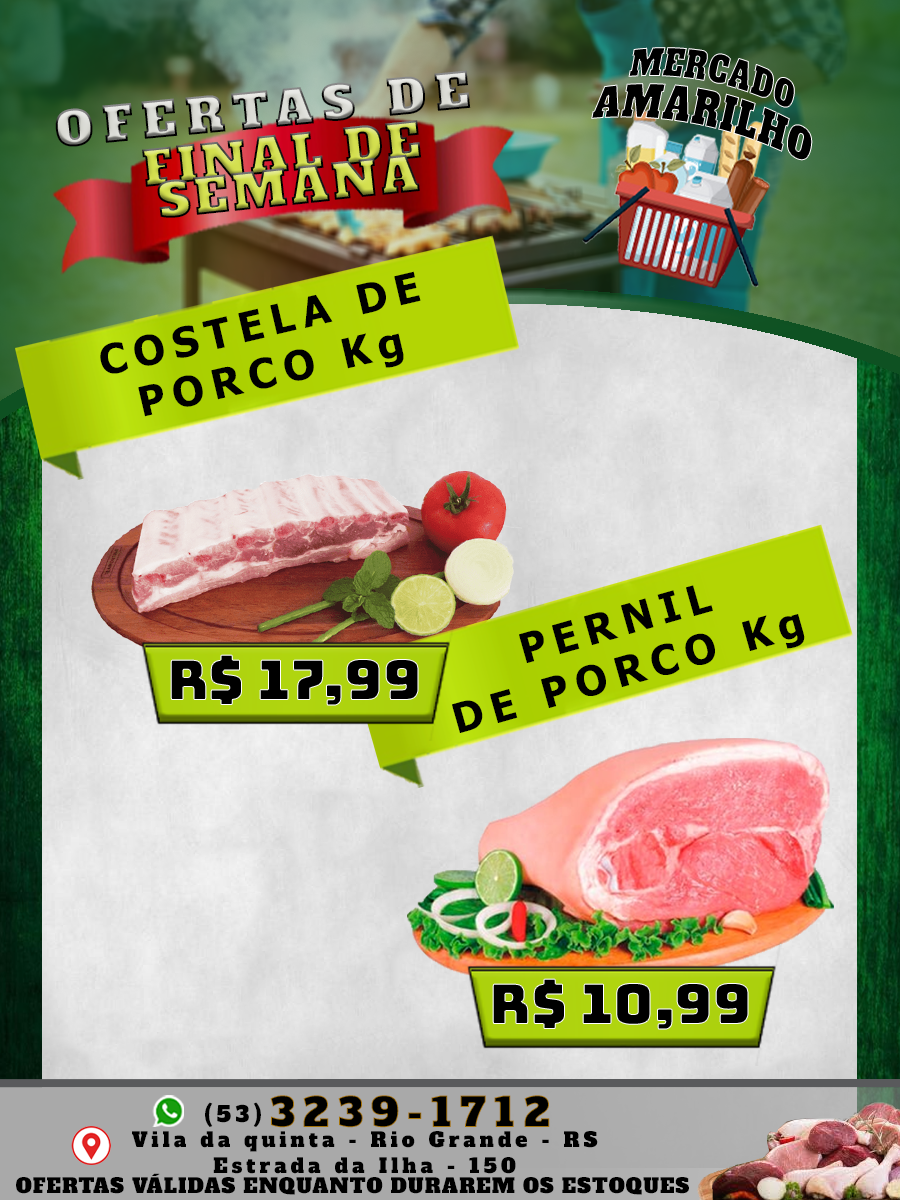 OFERTAS DE
FINAL DE
SEMANA
MERCADO
AMARILHO
COSTELA DE
PORCO Kg
R$ 17,99
PERNIL
DE PORCO Kg
R$ 10,99
(53) 3239-1712
Vila da quinta - Rio Grande - RS
Estrada da Ilha - 150
OFERTAS VÁLIDAS ENQUANTO DURAREM OS ESTOQUES